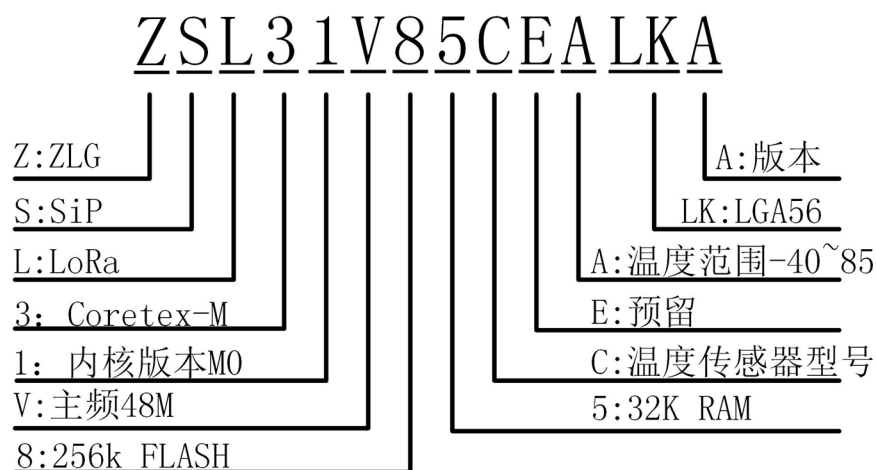 ZSL31V85CEALKA
Z:ZLG
A:版本
S:SiP
LK:LGA56
L:LoRa
A:温度范围-40~85
3：Coretex-M
E:预留
1：内核版本M0
C:温度传感器型号
V:主频48M
5:32K RAM
8:256k FLASH